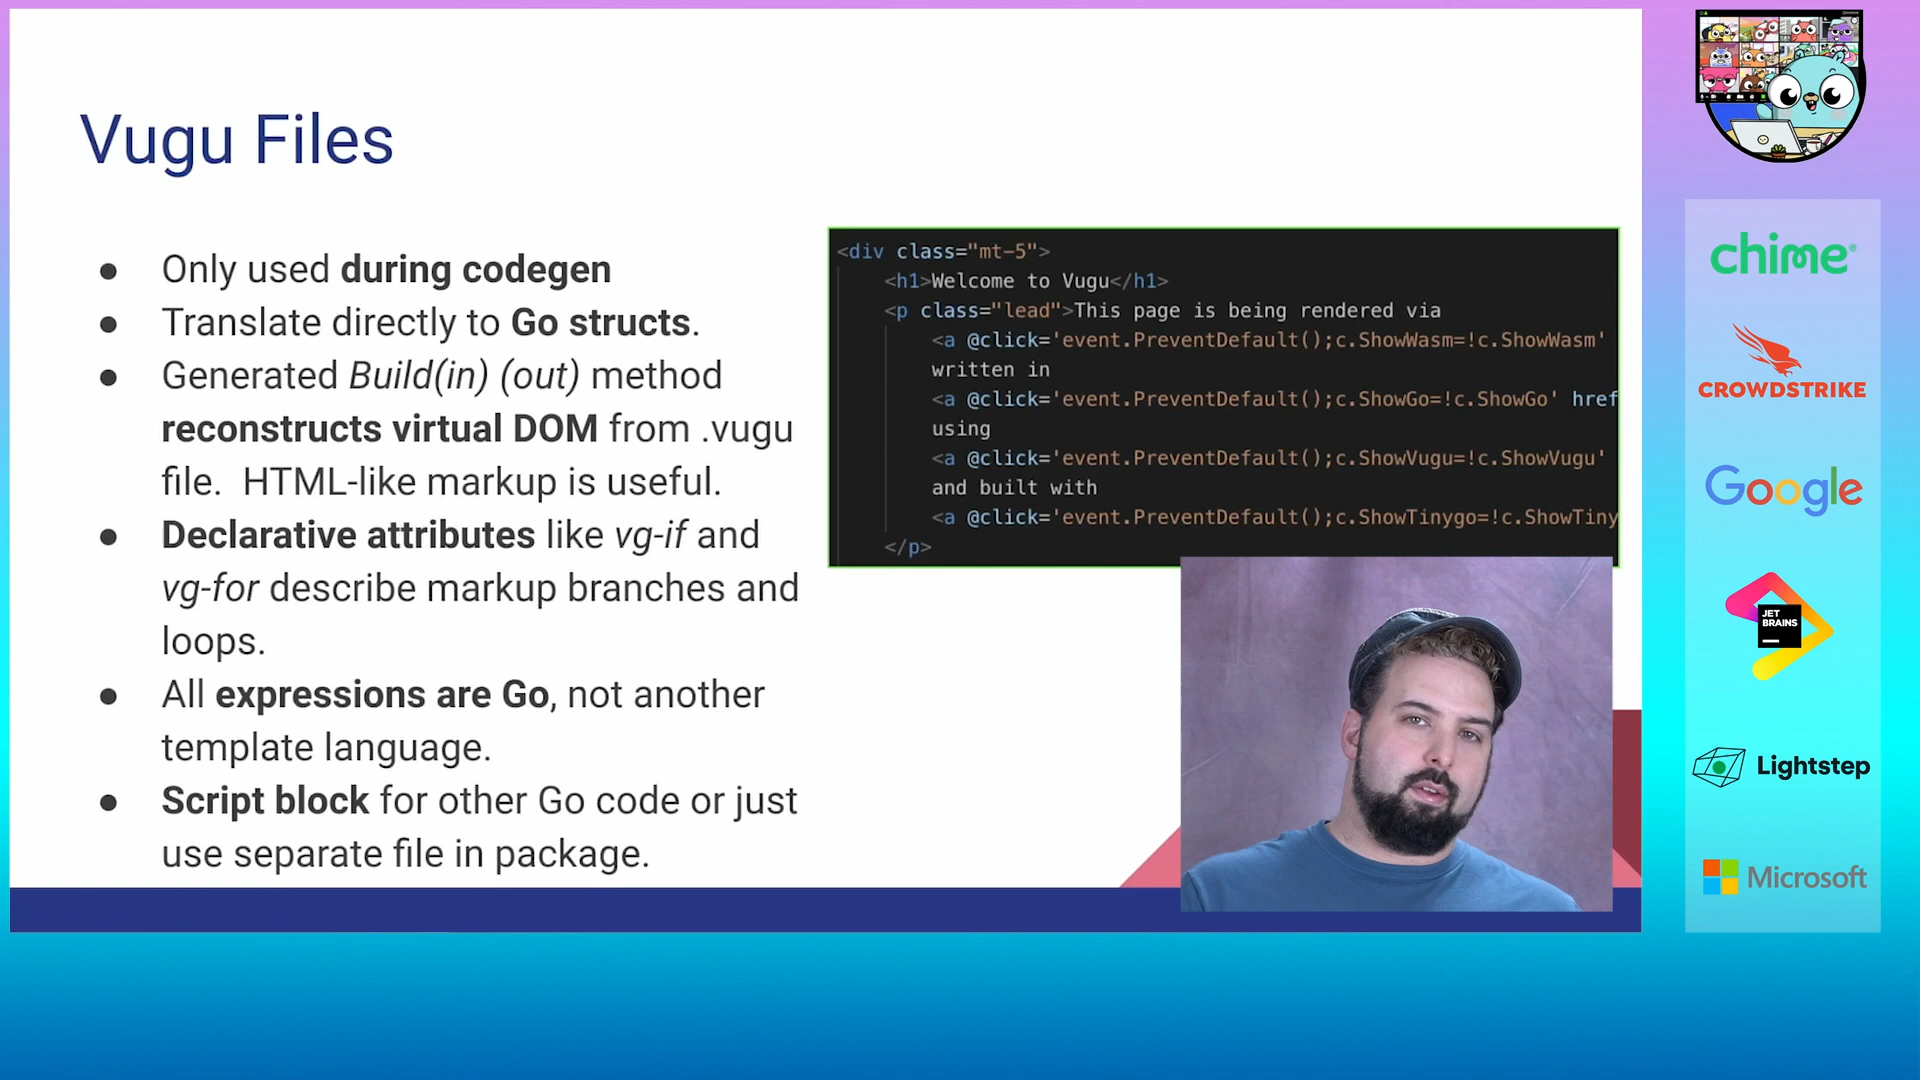 Vugu Files
● Only used during codegen
● Translate directly to Go structs.
● Generated Build(in) (out) method
reconstructs virtual DOM from .vugu
file.  HTML-like markup is useful.
● Declarative attributes like vg-if and
vg-for describe markup branches and
loops.
● All expressions are Go, not another
template language.
● Script block for other Go code or just
use separate file in package.
<div class="mt-5">
<h1>Welcome to Vugu</h1>
<p class="lead">This page is being rendered via
<a @click='event.PreventDefault();c.ShowWasm=!c.ShowWasm'
written in
<a @click='event.PreventDefault();c.ShowGo=!c.ShowGo' href
using
<a @click='event.PreventDefault();c.ShowVugu=!c.ShowVugu'
and built with
<a @click='event.PreventDefault();c.ShowTinygo=!c.ShowTiny
</p>
chime
CROWDSTRIKE
Google
JET
BRAINS
Lightstep
Microsoft